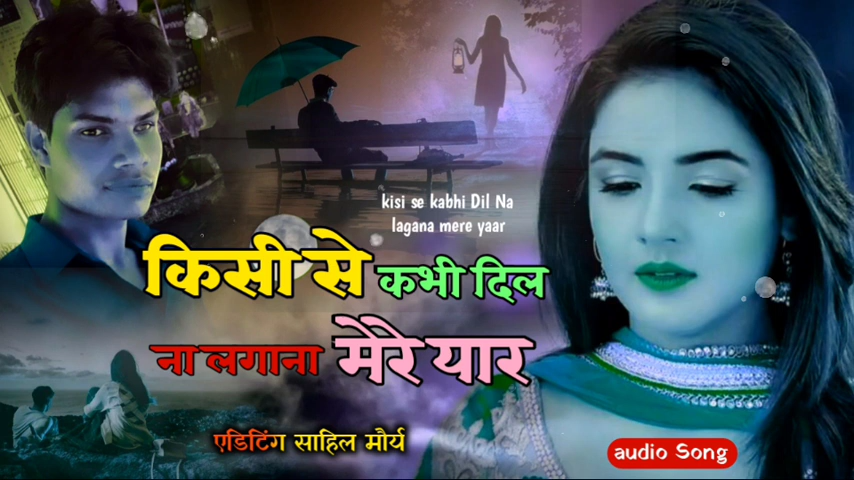 kisi se kabhi Dil Na
lagana mere yaar
किसी से कभी दिल
ना लगाना मेरे यार
एडिटिंग साहिल मौर्य
audio Song